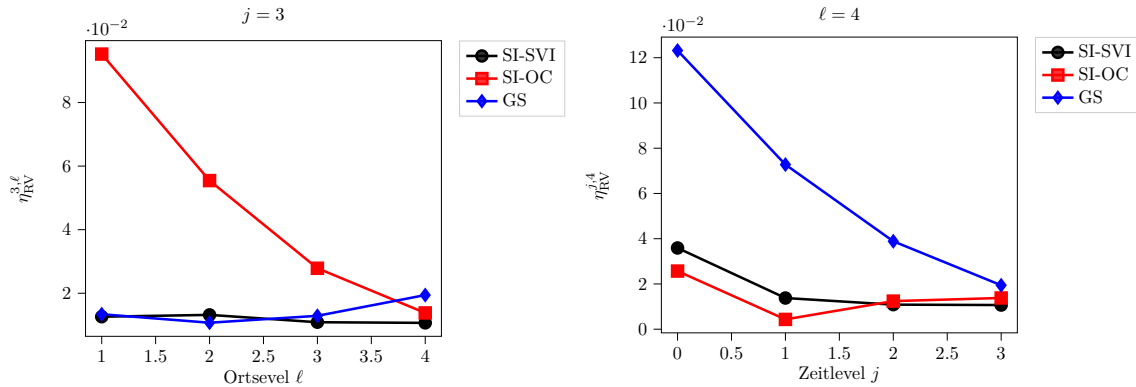 j = 3
·10⁻²
8
6
4
2
η_RV^{3,ℓ}
1 1.5 2 2.5 3 3.5 4
Ortsevel ℓ
SI-SVI
SI-OC
GS
ℓ = 4
·10⁻²
12
10
8
6
4
2
0
η_RV^{j,4}
0 0.5 1 1.5 2 2.5 3
Zeitlevel j
SI-SVI
SI-OC
GS